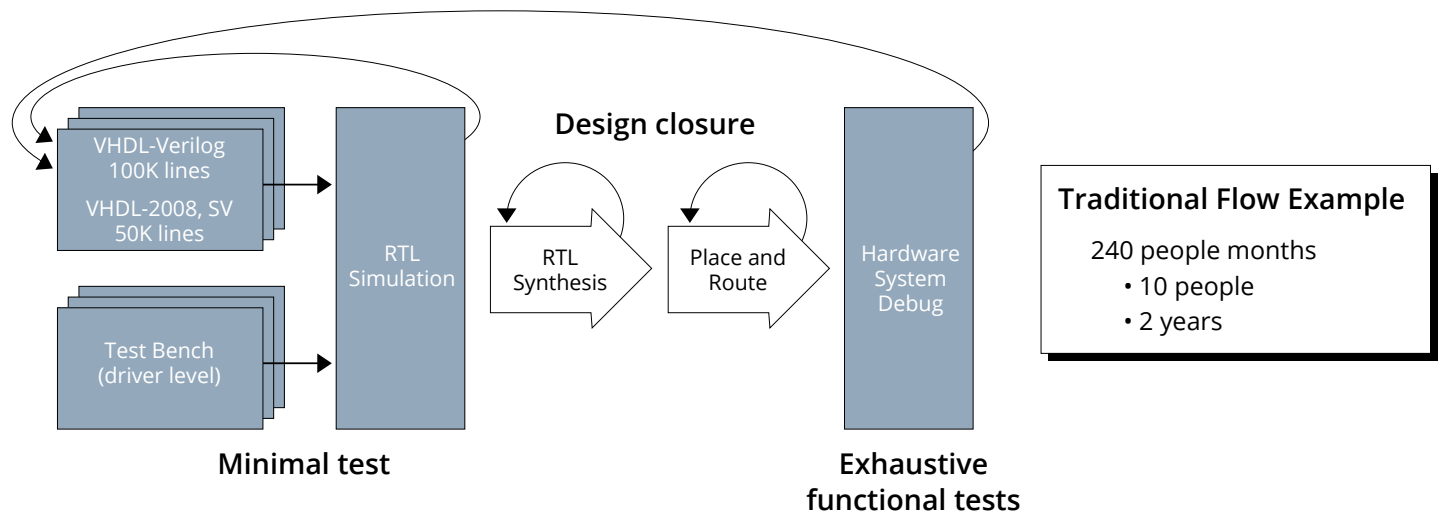 VHDL-Verilog
100K lines
VHDL-2008, SV
50K lines
Test Bench
(driver level)
Minimal test
RTL
Simulation
Design closure
RTL
Synthesis
Place and
Route
Hardware
System
Debug
Exhaustive
functional tests
Traditional Flow Example
240 people months
• 10 people
• 2 years